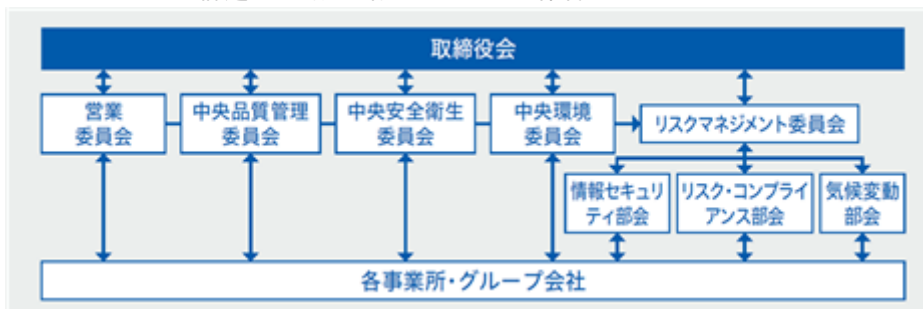 取締役会
営業
委員会
中央品質管理
委員会
中央安全衛生
委員会
中央環境
委員会
リスクマネジメント委員会
情報セキュリ
ティ部会
リスク・コンプライ
アンス部会
気候変動
部会
各事業所・グループ会社